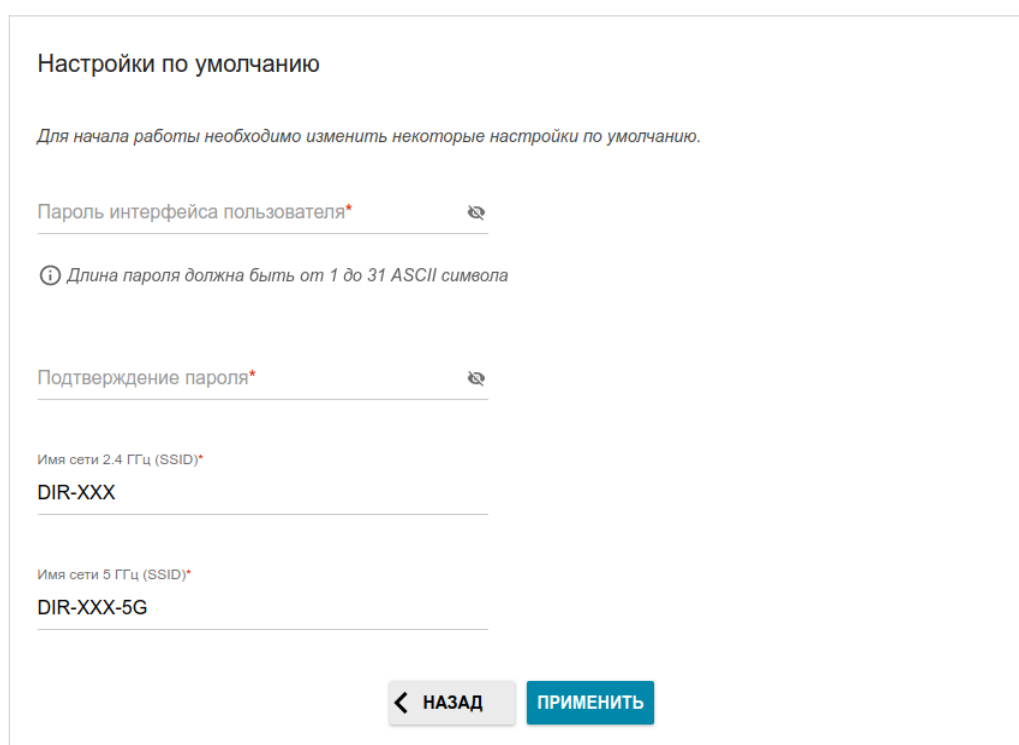 Настройки по умолчанию
Для начала работы необходимо изменить некоторые настройки по умолчанию.
Пароль интерфейса пользователя*
Длина пароля должна быть от 1 до 31 ASCII символа
Подтверждение пароля*
Имя сети 2.4 ГГц (SSID)*
DIR-XXX
Имя сети 5 ГГц (SSID)*
DIR-XXX-5G
НАЗАД ПРИМЕНИТЬ